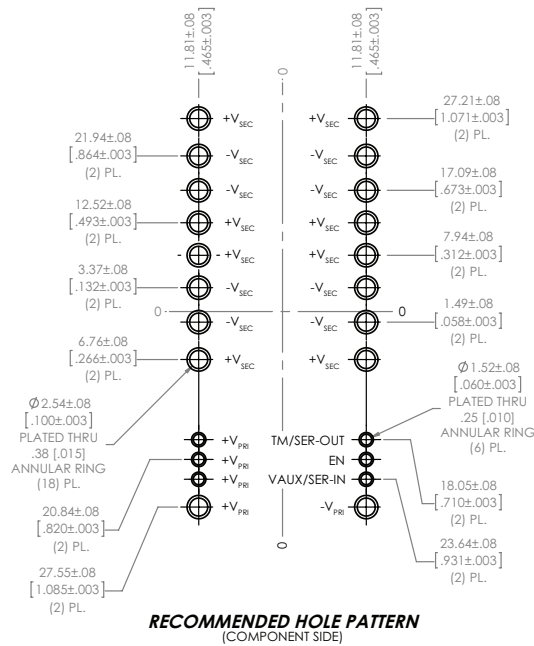 11.81±.08
[.465±.003]
11.81±.08
[.465±.003]
0
+VSEC
+VSEC
27.21±.08
[1.071±.003]
(2) PL.
21.94±.08
[.864±.003]
(2) PL.
-VSEC
-VSEC
17.09±.08
[.673±.003]
(2) PL.
-VSEC
-VSEC
12.52±.08
[.493±.003]
(2) PL.
+VSEC
+VSEC
7.94±.08
[.312±.003]
(2) PL.
+VSEC
+VSEC
3.37±.08
[.132±.003]
(2) PL.
-VSEC
-VSEC
1.49±.08
[.058±.003]
(2) PL.
0
0
-VSEC
-VSEC
6.76±.08
[.266±.003]
(2) PL.
+VSEC
+VSEC
Ø2.54±.08
[.100±.003]
PLATED THRU
.38 [.015]
ANNULAR RING
(18) PL.
Ø1.52±.08
[.060±.003]
PLATED THRU
.25 [.010]
ANNULAR RING
(6) PL.
+VPRI
TM/SER-OUT
+VPRI
EN
+VPRI
VAUX/SER-IN
+VPRI
-VPRI
20.84±.08
[.820±.003]
(2) PL.
18.05±.08
[.710±.003]
(2) PL.
27.55±.08
[1.085±.003]
(2) PL.
23.64±.08
[.931±.003]
(2) PL.
0
RECOMMENDED HOLE PATTERN
(COMPONENT SIDE)